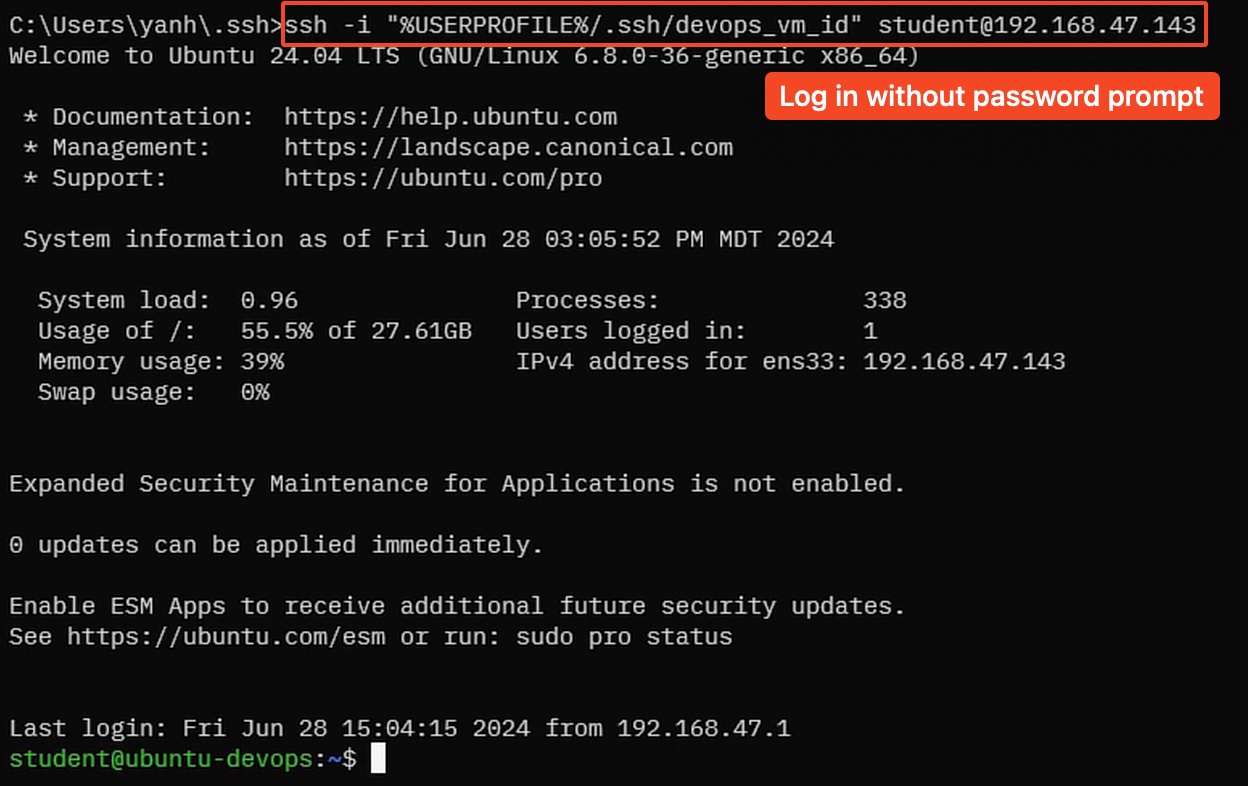 C:\Users\yanh\.ssh>ssh -i "%USERPROFILE%/.ssh/devops_vm_id" student@192.168.47.143
Welcome to Ubuntu 24.04 LTS (GNU/Linux 6.8.0-36-generic x86_64)
Log in without password prompt
* Documentation:  https://help.ubuntu.com
* Management:     https://landscape.canonical.com
* Support:        https://ubuntu.com/pro
System information as of Fri Jun 28 03:05:52 PM MDT 2024
System load:  0.96               Processes:              338
Usage of /:   55.5% of 27.61GB   Users logged in:        1
Memory usage: 39%                IPv4 address for ens33: 192.168.47.143
Swap usage:   0%
Expanded Security Maintenance for Applications is not enabled.
0 updates can be applied immediately.
Enable ESM Apps to receive additional future security updates.
See https://ubuntu.com/esm or run: sudo pro status
Last login: Fri Jun 28 15:04:15 2024 from 192.168.47.1
student@ubuntu-devops:~$